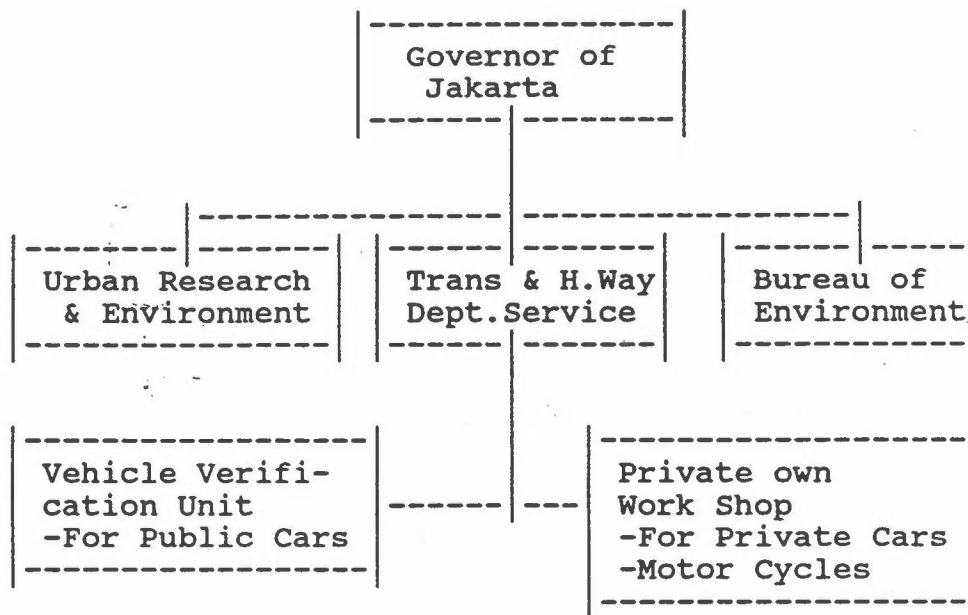 Governor of
Jakarta
Urban Research
& Environment
Trans & H.Way
Dept.Service
Bureau of
Environment
Vehicle Verifi-
cation Unit
-For Public Cars
Private own
Work Shop
-For Private Cars
-Motor Cycles